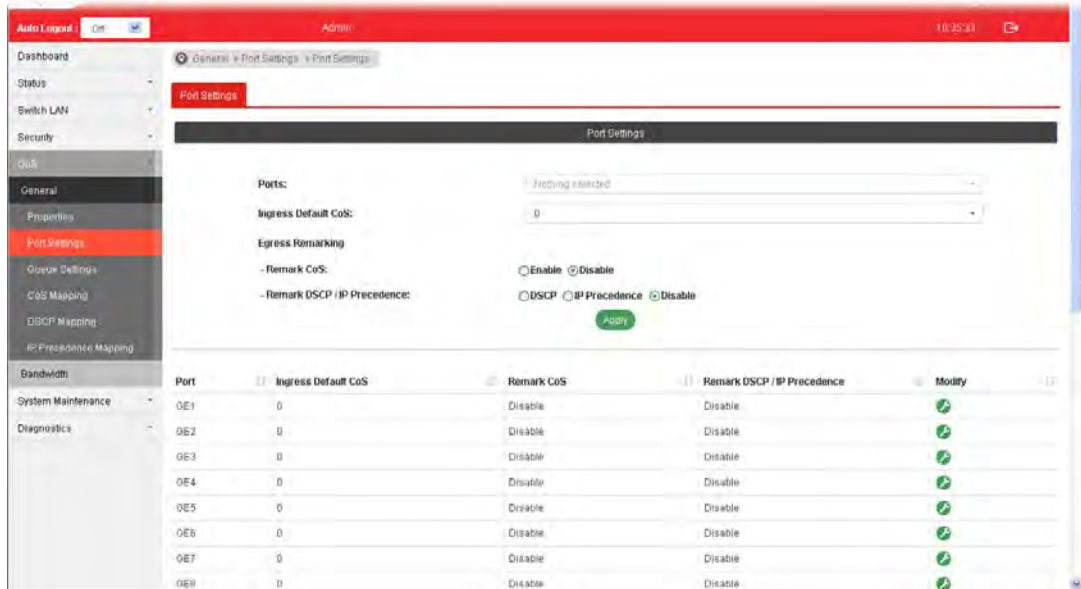 Auto Logout : Off Admin 10:35:33
Dashboard
Status
Switch LAN
Security
QoS
General
Properties
Port Settings
Queue Settings
CoS Mapping
DSCP Mapping
IP Precedence Mapping
Bandwidth
System Maintenance
Diagnostics
General » Port Settings » Port Settings
Port Settings
Port Settings
Ports: Nothing selected
Ingress Default CoS: 0
Egress Remarking
- Remark CoS: Enable Disable
- Remark DSCP / IP Precedence: DSCP IP Precedence Disable
Apply
Port Ingress Default CoS Remark CoS Remark DSCP / IP Precedence Modify
GE1 0 Disable Disable
GE2 0 Disable Disable
GE3 0 Disable Disable
GE4 0 Disable Disable
GE5 0 Disable Disable
GE6 0 Disable Disable
GE7 0 Disable Disable
GE8 0 Disable Disable